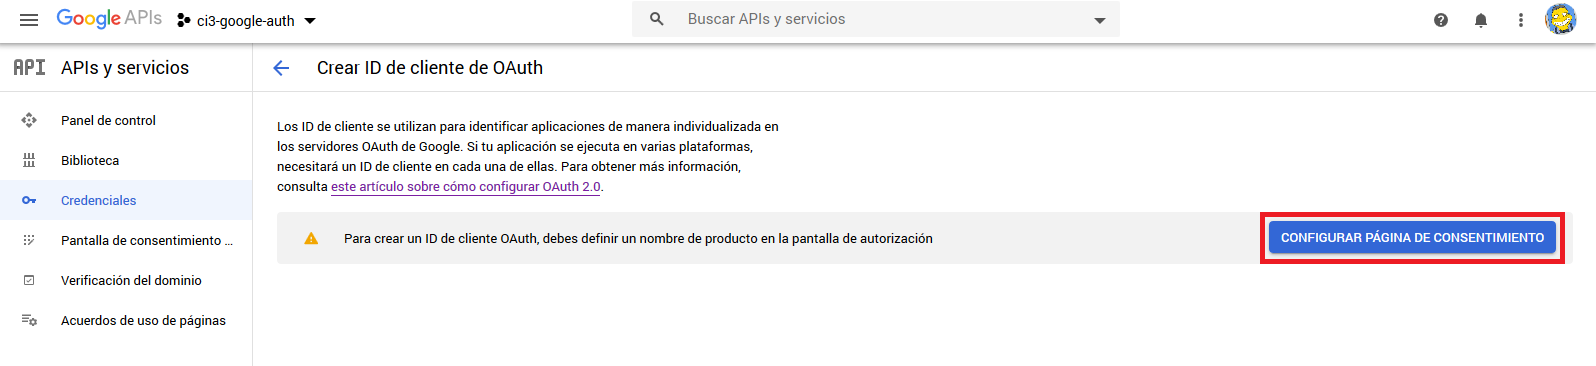 Google APIs
ci3-google-auth
Buscar APIs y servicios
API
APIs y servicios
Crear ID de cliente de OAuth
Panel de control
Biblioteca
Credenciales
Pantalla de consentimiento ...
Verificación del dominio
Acuerdos de uso de páginas
Los ID de cliente se utilizan para identificar aplicaciones de manera individualizada en
los servidores OAuth de Google. Si tu aplicación se ejecuta en varias plataformas,
necesitará un ID de cliente en cada una de ellas. Para obtener más información,
consulta este artículo sobre cómo configurar OAuth 2.0.
Para crear un ID de cliente OAuth, debes definir un nombre de producto en la pantalla de autorización
CONFIGURAR PÁGINA DE CONSENTIMIENTO